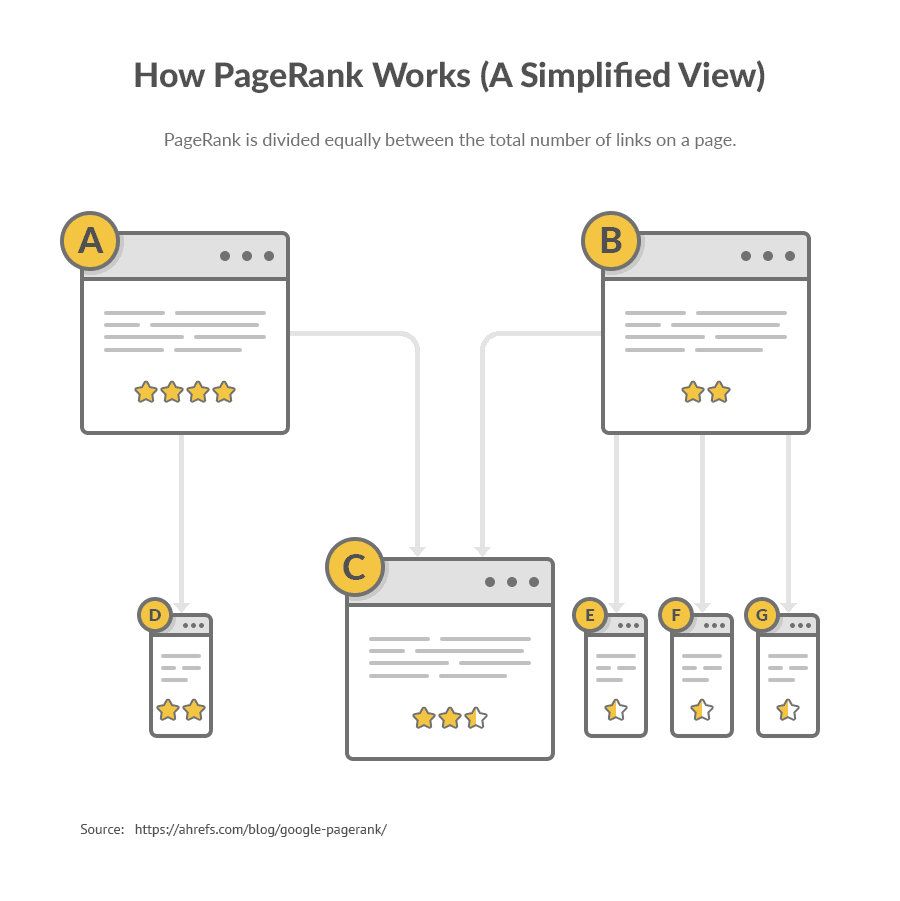 How PageRank Works (A Simplified View)
PageRank is divided equally between the total number of links on a page.
A
B
C
D
E
F
G
Source: https://ahrefs.com/blog/google-pagerank/